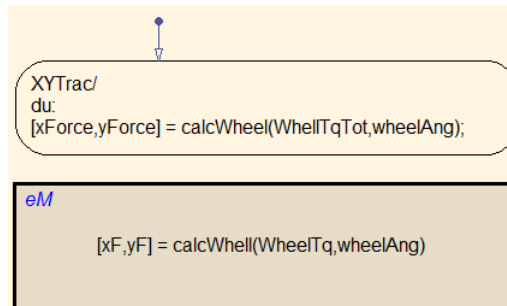 XYTrac/
du:
[xForce,yForce] = calcWheel(WhellTqTot,wheelAng);
eM
[xF,yF] = calcWhell(WheelTq,wheelAng)